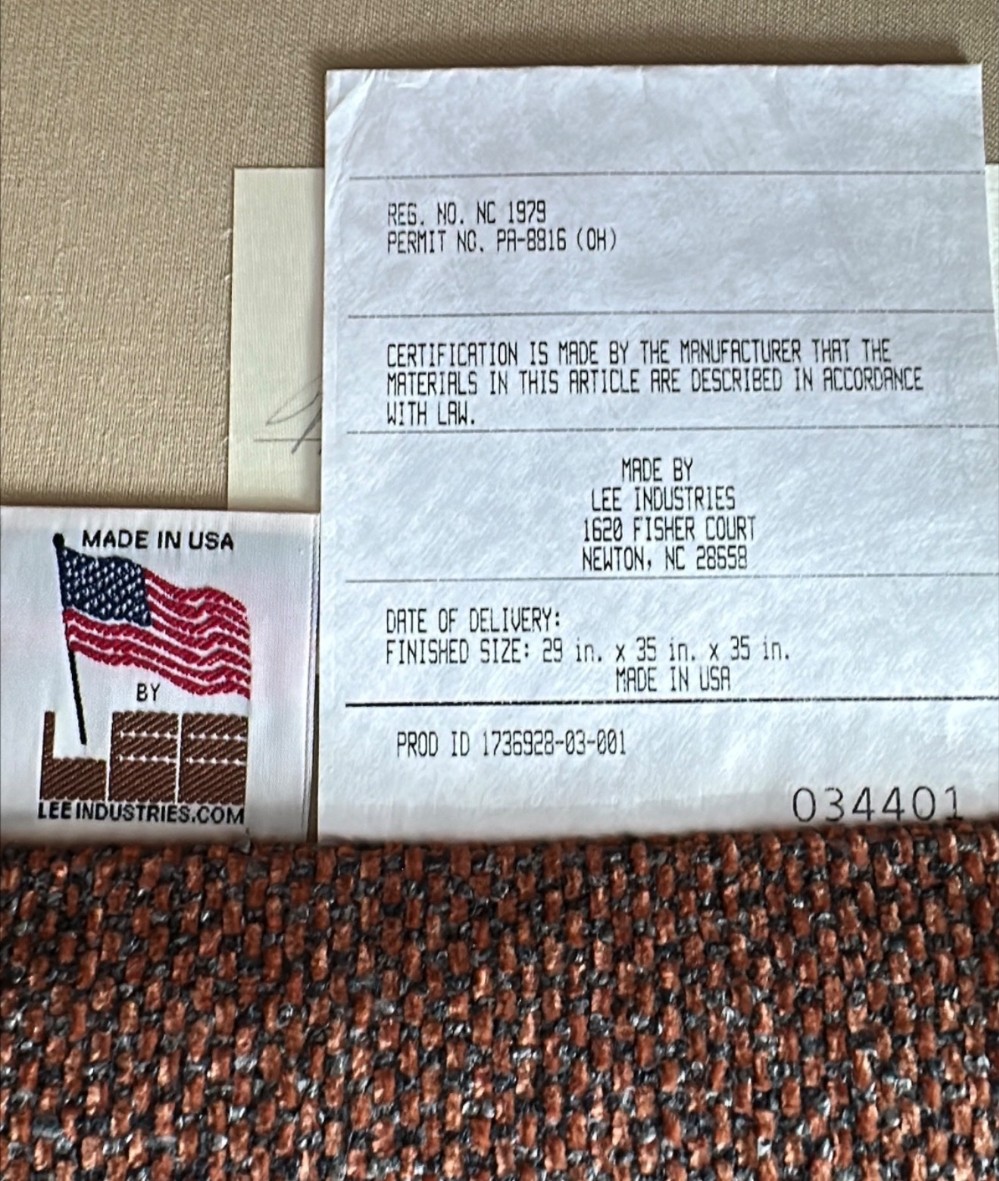 REG. NO. NC 1979
PERMIT NO. PA-8916 (OH)
CERTIFICATION IS MADE BY THE MANUFACTURER THAT THE
MATERIALS IN THIS ARTICLE ARE DESCRIBED IN ACCORDANCE
WITH LAW.
MADE BY
LEE INDUSTRIES
1620 FISHER COURT
NEWTON, NC 28658
DATE OF DELIVERY:
FINISHED SIZE: 29 in. x 35 in. x 35 in.
MADE IN USA
PROD ID 1736928-03-001
034401
MADE IN USA
BY
LEE
LEEINDUSTRIES.COM